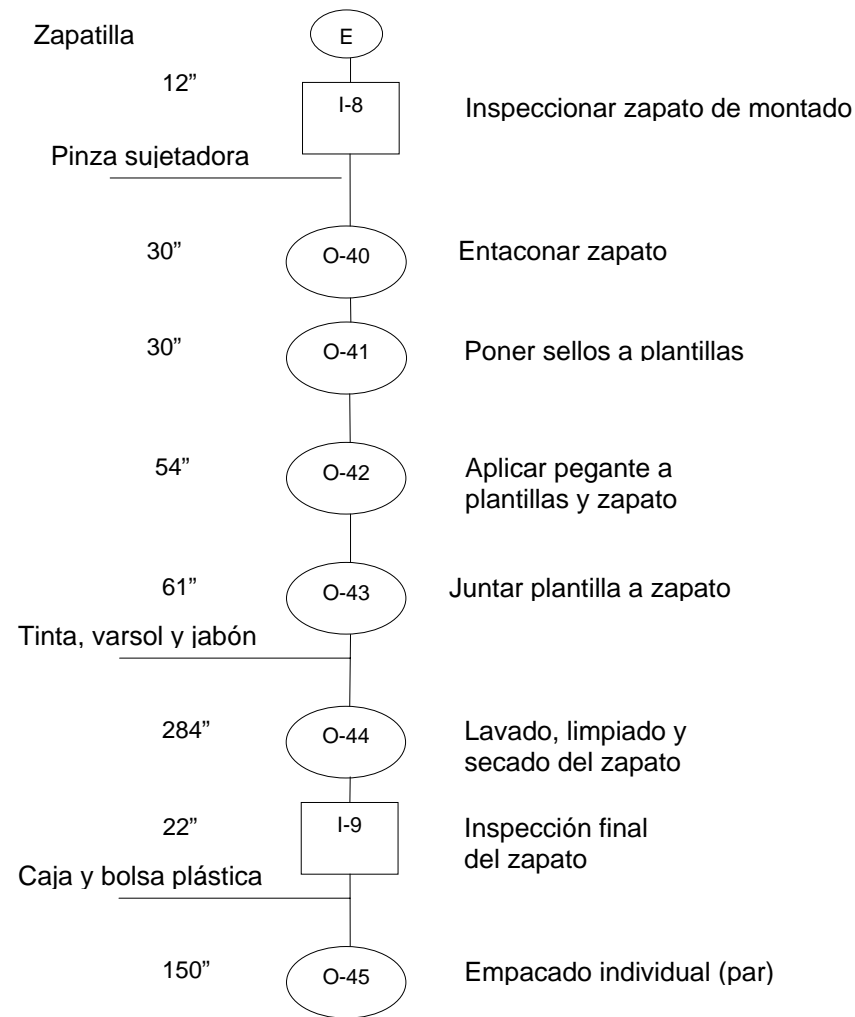 Zapatilla
E
12”
I-8
Inspeccionar zapato de montado
Pinza sujetadora
30”
O-40
Entaconar zapato
30”
O-41
Poner sellos a plantillas
54”
O-42
Aplicar pegante a
plantillas y zapato
61”
O-43
Juntar plantilla a zapato
Tinta, varsol y jabón
284”
O-44
Lavado, limpiado y
secado del zapato
22”
I-9
Inspección final
del zapato
Caja y bolsa plástica
150”
O-45
Empacado individual (par)